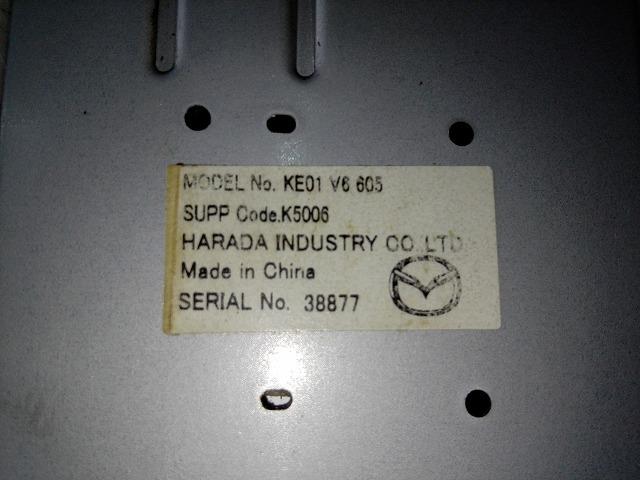 MODEL No. KE01 V6 605
SUPP Code.K5006
HARADA INDUSTRY CO.,LTD
Made in China
SERIAL No. 38877